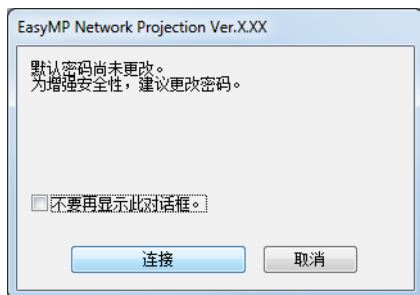 EasyMP Network Projection Ver.X.XX
默认密码尚未更改。
为增强安全性，建议更改密码。
不要再显示此对话框。
连接
取消